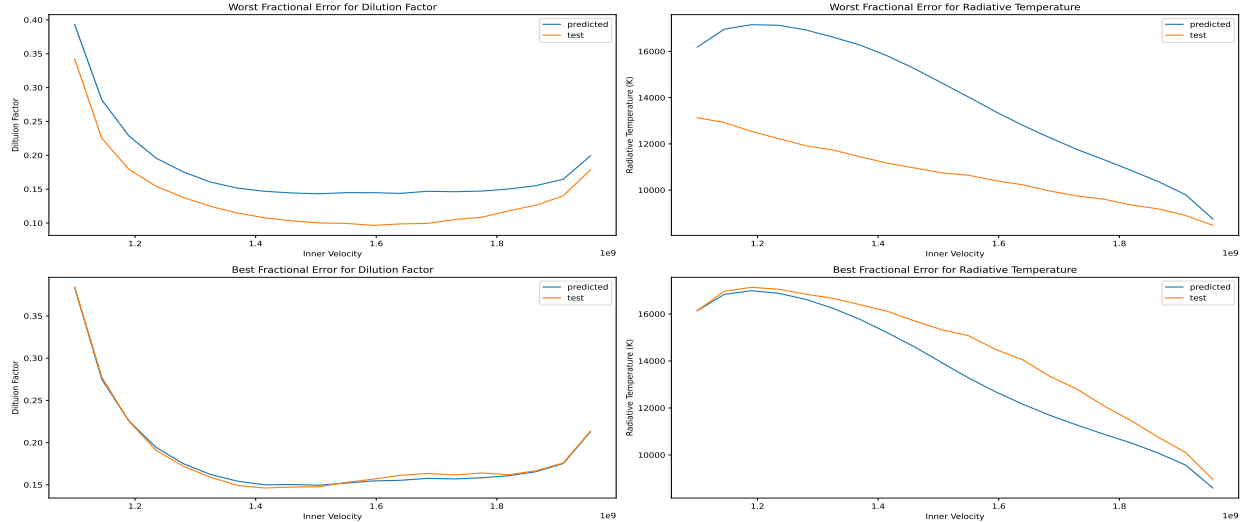 Worst Fractional Error for Dilution Factor
0.40
0.35
0.30
0.25
0.20
0.15
0.10
Diltuion Factor
predicted
test
1.2
1.4
1.6
1.8
Inner Velocity
1e9
Worst Fractional Error for Radiative Temperature
16000
14000
12000
10000
Radiative Temperature (K)
predicted
test
1.2
1.4
1.6
1.8
Inner Velocity
1e9
Best Fractional Error for Dilution Factor
0.35
0.30
0.25
0.20
0.15
Diltuion Factor
predicted
test
1.2
1.4
1.6
1.8
Inner Velocity
1e9
Best Fractional Error for Radiative Temperature
16000
14000
12000
10000
Radiative Temperature (K)
predicted
test
1.2
1.4
1.6
1.8
Inner Velocity
1e9